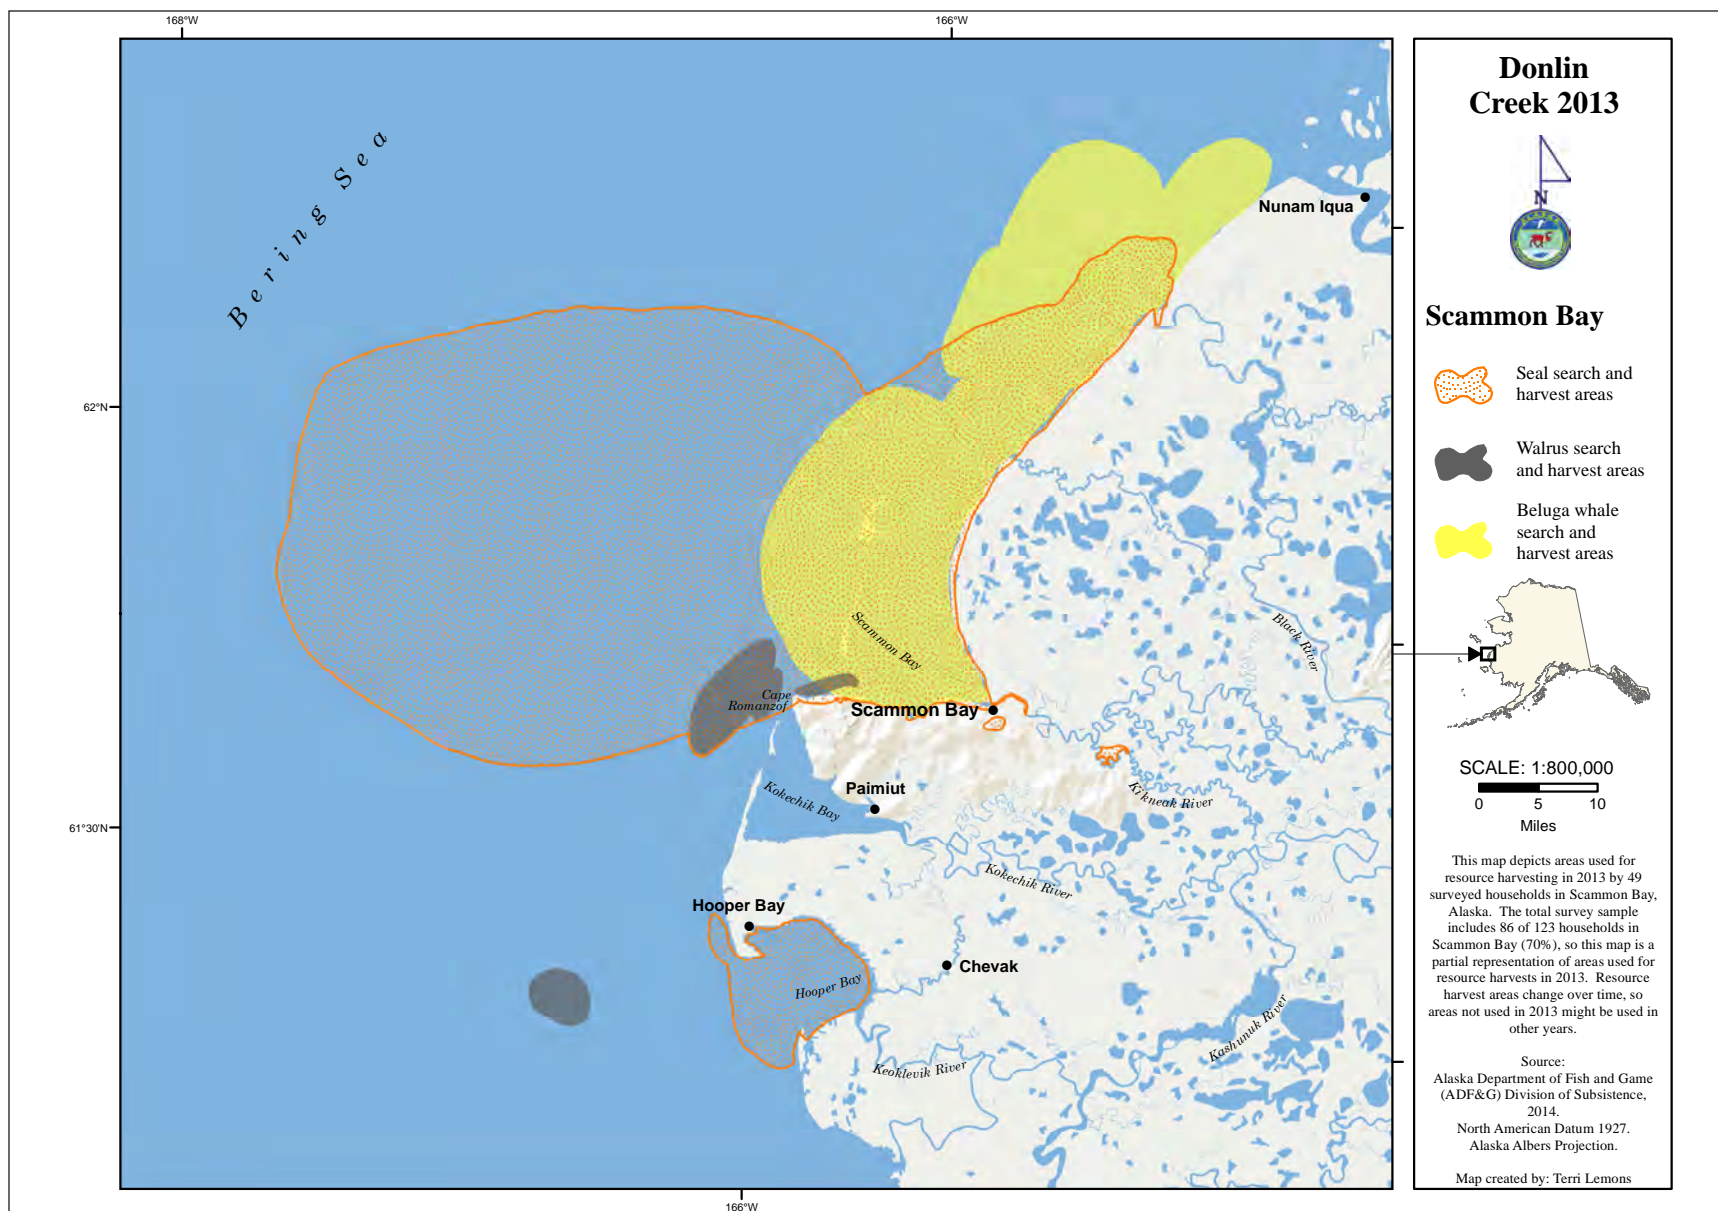 168°W
166°W
Donlin
Creek 2013
N
ALASKA
Bering Sea
Nunam Iqua
Scammon Bay
Seal search and
harvest areas
62°N
Walrus search
and harvest areas
Beluga whale
search and
harvest areas
Scammon Bay
Black River
Cape
Romanzof
Scammon Bay
SCALE: 1:800,000
0 5 10
Miles
Paimiut
Kokechik Bay
Kikneak River
61°30'N
Kokechik River
Hooper Bay
Chevak
Hooper Bay
Kashunuk River
Keoklevik River
This map depicts areas used for
resource harvesting in 2013 by 49
surveyed households in Scammon Bay,
Alaska. The total survey sample
includes 86 of 123 households in
Scammon Bay (70%), so this map is a
partial representation of areas used for
resource harvests in 2013. Resource
harvest areas change over time, so
areas not used in 2013 might be used in
other years.
Source:
Alaska Department of Fish and Game
(ADF&G) Division of Subsistence,
2014.
North American Datum 1927.
Alaska Albers Projection.
Map created by: Terri Lemons
166°W